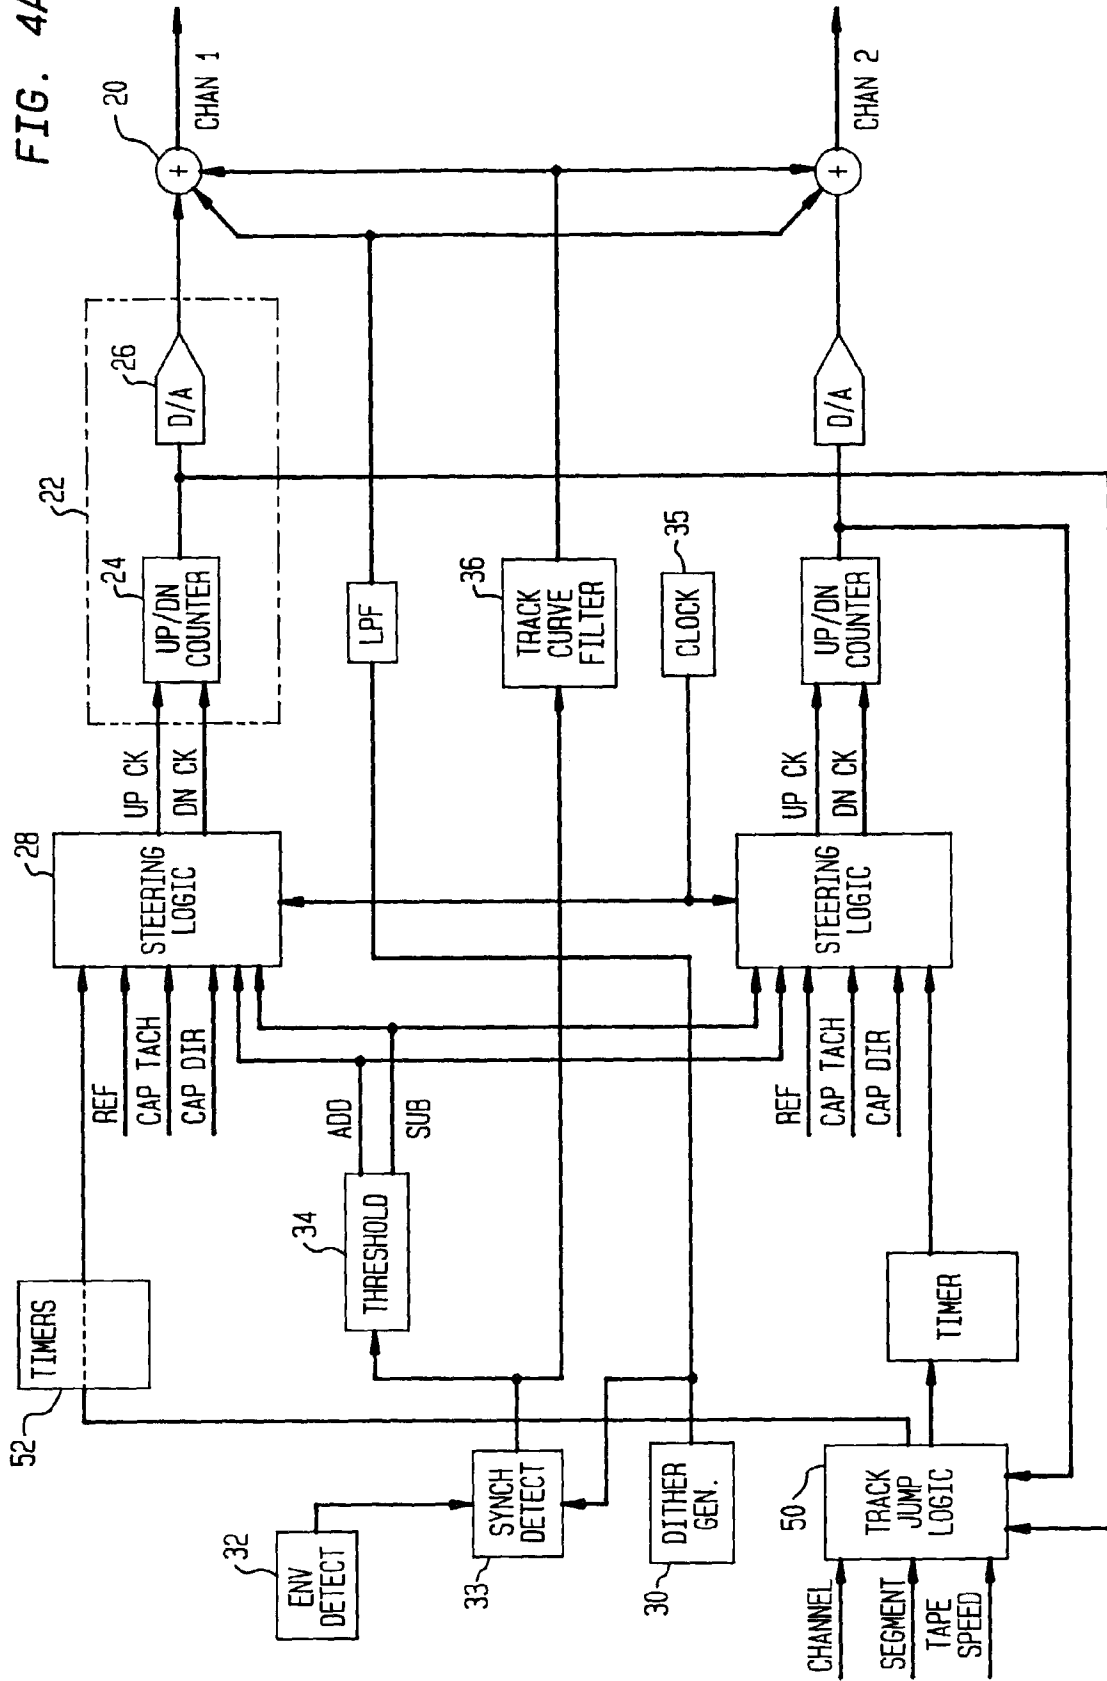 FIG. 4A
52
TIMERS
28
STEERING
LOGIC
REF
CAP TACH
CAP DIR
UP CK
DN CK
22
24
UP/DN
COUNTER
26
D/A
20
+
CHAN 1
ADD
SUB
34
THRESHOLD
LPF
32
ENV
DETECT
33
SYNCH
DETECT
36
TRACK
CURVE
FILTER
30
DITHER
GEN.
35
CLOCK
CHANNEL
SEGMENT
TAPE
SPEED
50
TRACK
JUMP
LOGIC
TIMER
REF
CAP TACH
CAP DIR
STEERING
LOGIC
UP CK
DN CK
UP/DN
COUNTER
D/A
+
CHAN 2